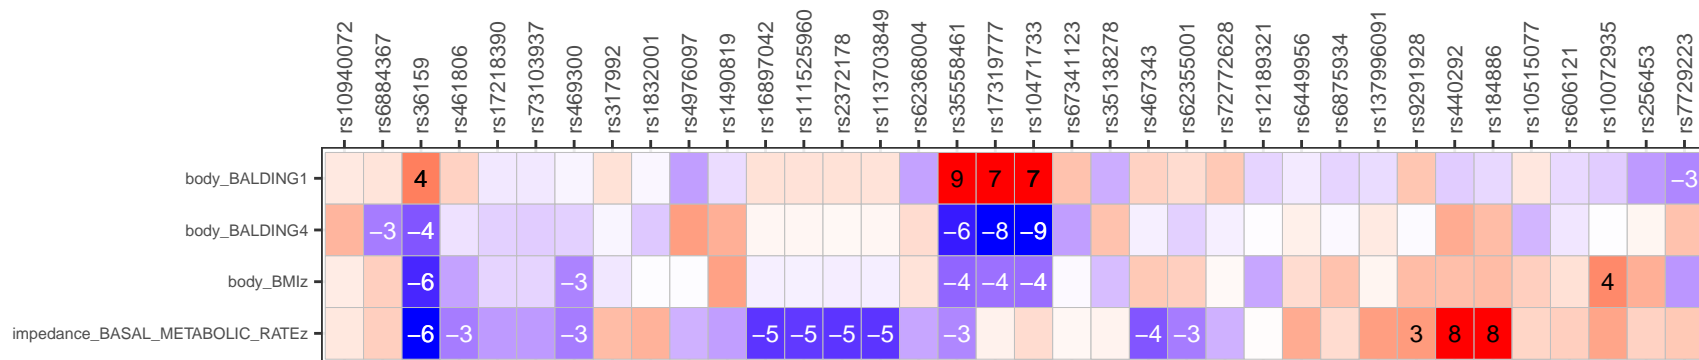 rs10940072 rs6884367 rs36159 rs461806 rs17218390 rs73103937 rs469300 rs317992 rs1832001 rs4976097 rs1490819 rs16897042 rs111525960 rs2372178 rs113703849 rs62368004 rs35558461 rs17319777 rs10471733 rs67341123 rs35138278 rs4673443 rs62355001 rs72772628 rs12189321 rs6449956 rs6875934 rs137996091 rs9291928 rs440292 rs184886 rs105150077 rs606121 rs100729935 rs256453 rs7729223
body_BALDING1 4 9 7 7 −3
body_BALDING4 −3 −4 −6 −8 −9
body_BMIz −6 −3 −4 −4 −4 4
impedance_BASAL_METABOLIC_RATEz −6 −3 −3 −5 −5 −5 −5 −3 −4 −3 3 8 8